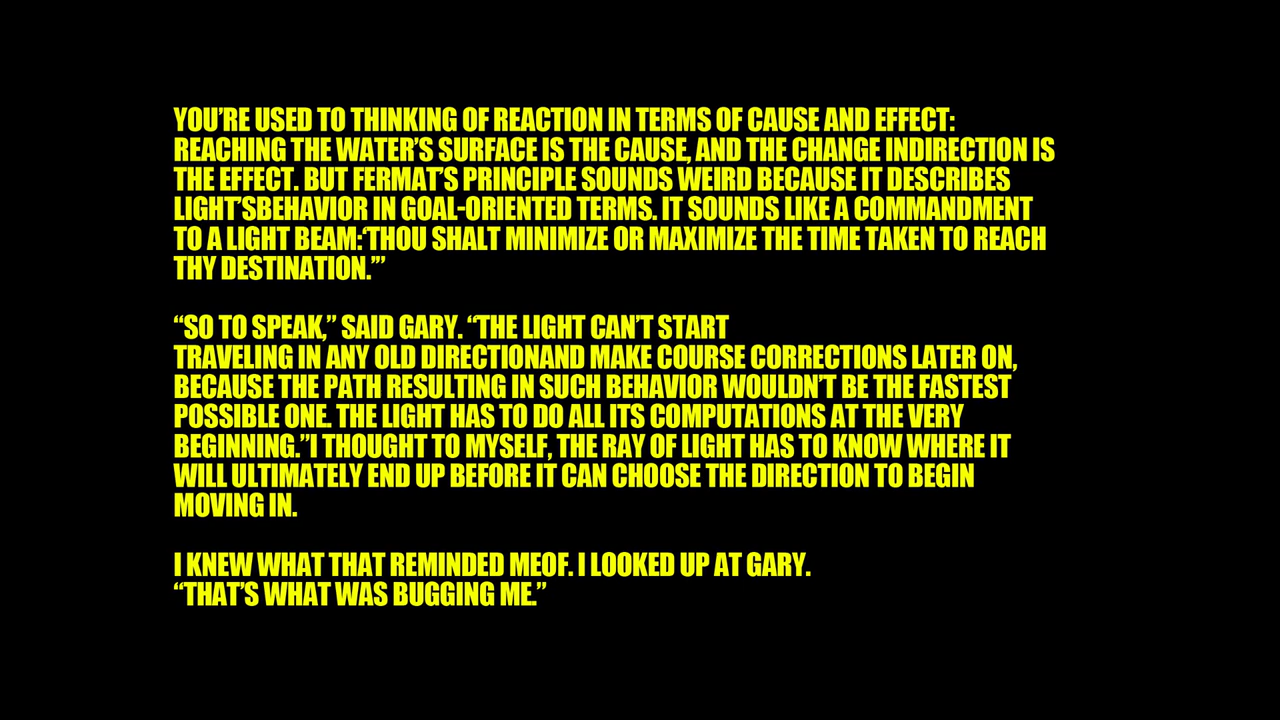 YOU’RE USED TO THINKING OF REACTION IN TERMS OF CAUSE AND EFFECT:
REACHING THE WATER’S SURFACE IS THE CAUSE, AND THE CHANGE INDIRECTION IS
THE EFFECT. BUT FERMAT’S PRINCIPLE SOUNDS WEIRD BECAUSE IT DESCRIBES
LIGHT’SBEHAVIOR IN GOAL-ORIENTED TERMS. IT SOUNDS LIKE A COMMANDMENT
TO A LIGHT BEAM:‘THOU SHALT MINIMIZE OR MAXIMIZE THE TIME TAKEN TO REACH
THY DESTINATION.’”
“SO TO SPEAK,” SAID GARY. “THE LIGHT CAN’T START
TRAVELING IN ANY OLD DIRECTIONAND MAKE COURSE CORRECTIONS LATER ON,
BECAUSE THE PATH RESULTING IN SUCH BEHAVIOR WOULDN’T BE THE FASTEST
POSSIBLE ONE. THE LIGHT HAS TO DO ALL ITS COMPUTATIONS AT THE VERY
BEGINNING.”I THOUGHT TO MYSELF, THE RAY OF LIGHT HAS TO KNOW WHERE IT
WILL ULTIMATELY END UP BEFORE IT CAN CHOOSE THE DIRECTION TO BEGIN
MOVING IN.
I KNEW WHAT THAT REMINDED MEOF. I LOOKED UP AT GARY.
“THAT’S WHAT WAS BUGGING ME.”